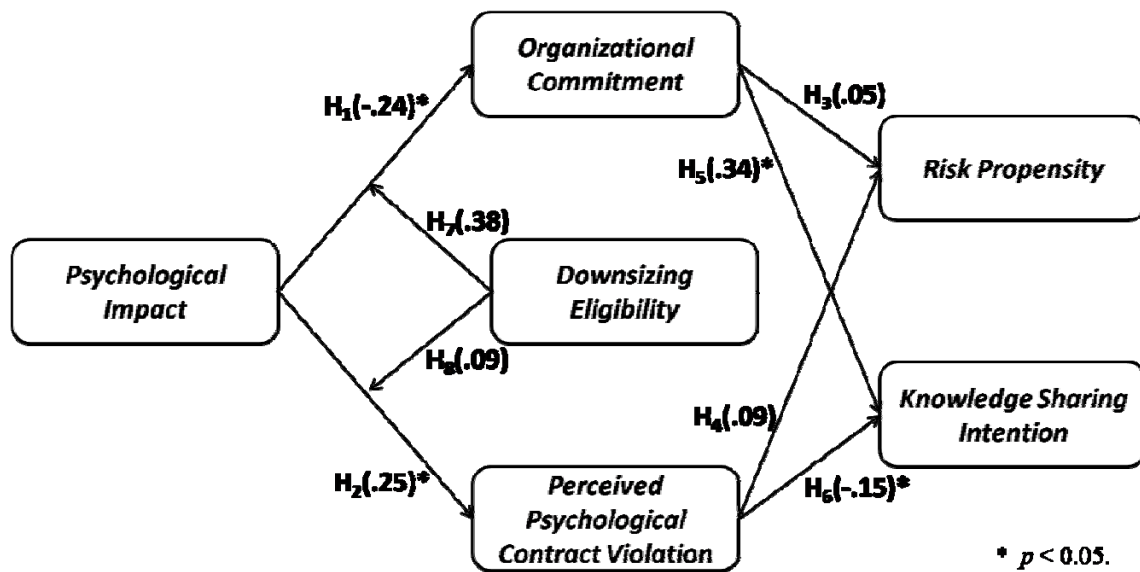 Organizational
Commitment
H₁(-.24)*
H₃(.05)
Risk Propensity
H₅(.34)*
H₇(.38)
Psychological
Impact
Downsizing
Eligibility
H₈(.09)
Knowledge Sharing
Intention
H₄(.09)
H₂(.25)*
Perceived
Psychological
Contract Violation
H₆(-.15)*
* p < 0.05.